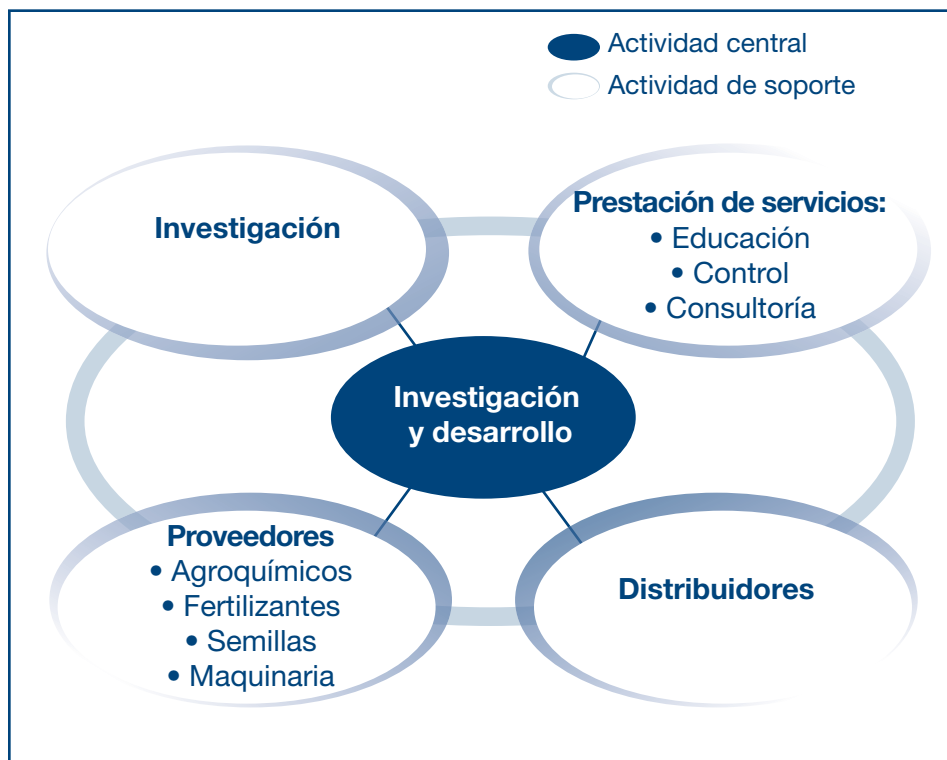 Actividad central
Actividad de soporte
Investigación
Prestación de servicios:
• Educación
• Control
• Consultoría
Investigación
y desarrollo
Proveedores
• Agroquímicos
• Fertilizantes
• Semillas
• Maquinaria
Distribuidores